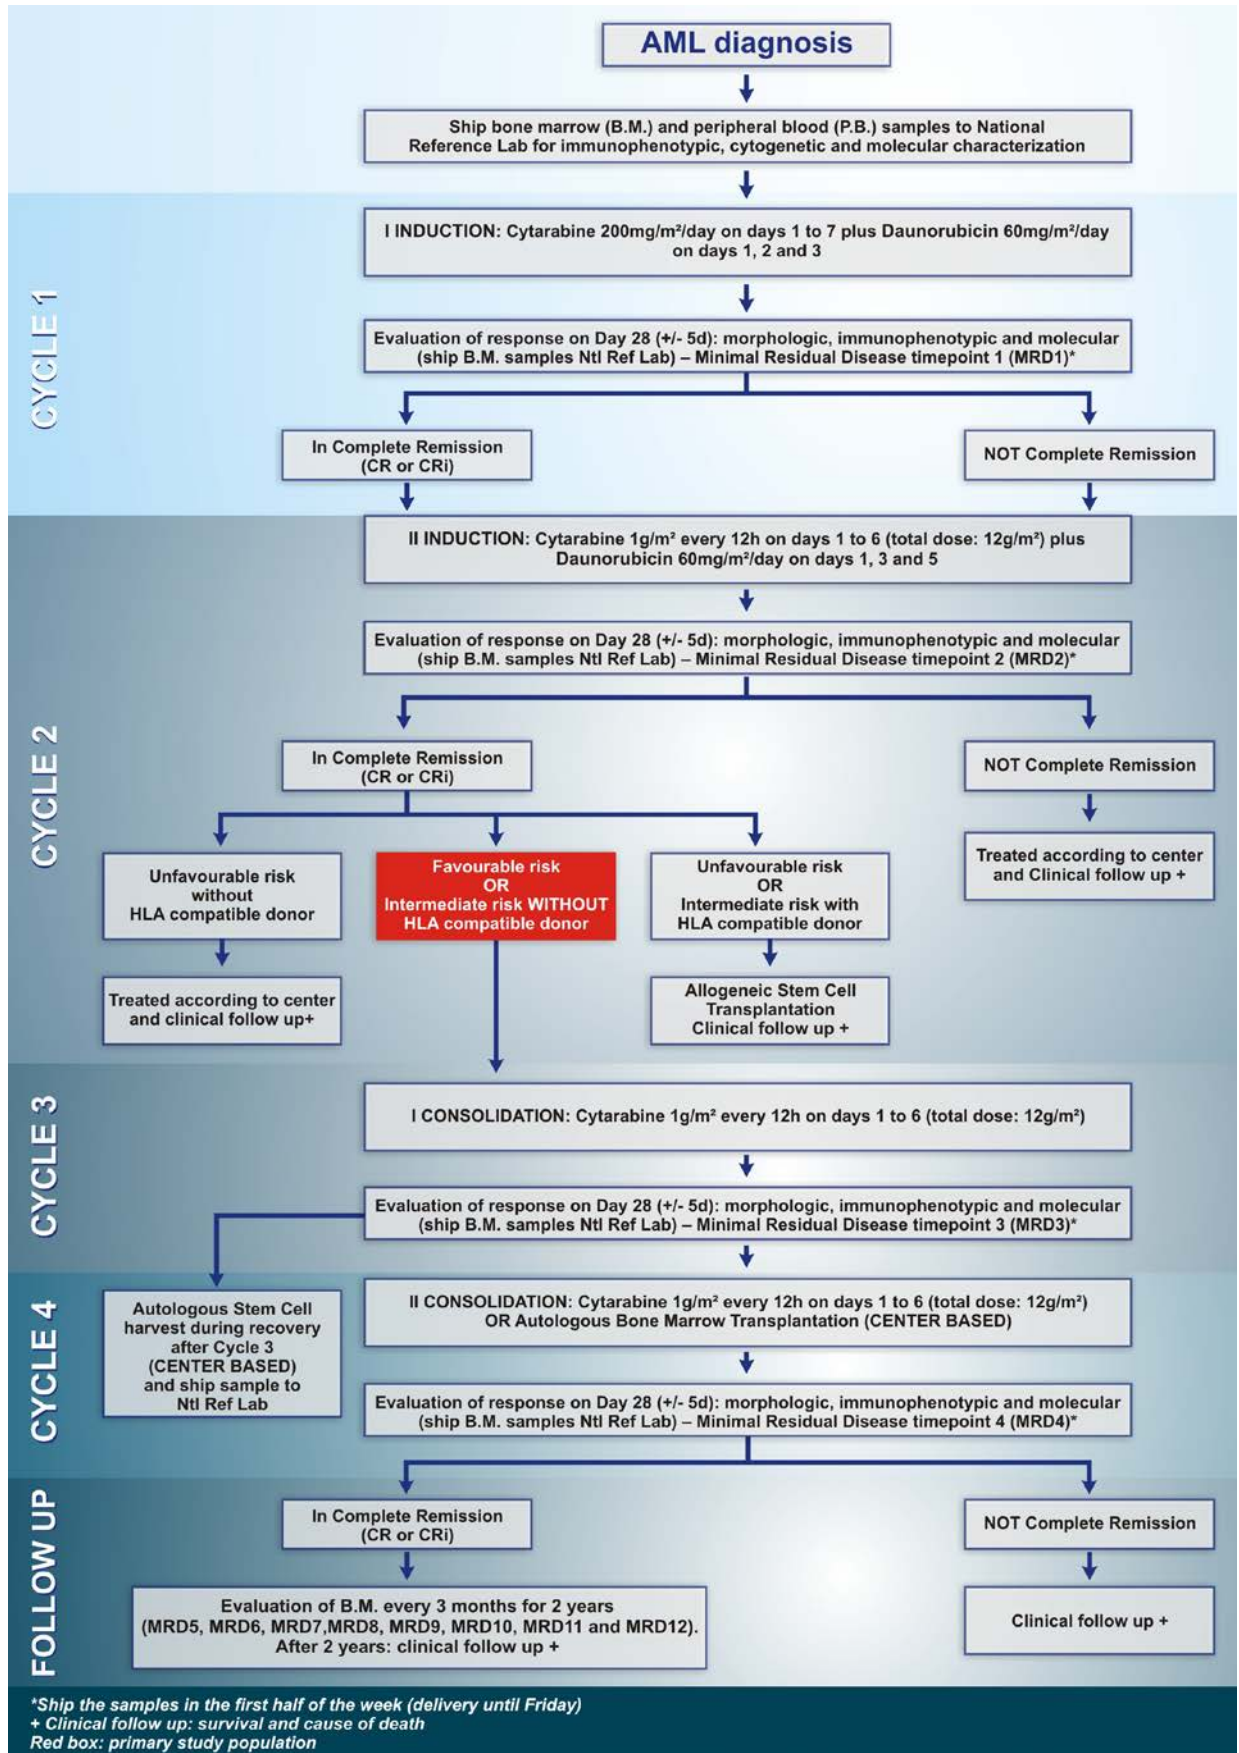 AML diagnosis
Ship bone marrow (B.M.) and peripheral blood (P.B.) samples to National
Reference Lab for immunophenotypic, cytogenetic and molecular characterization
CYCLE 1
I INDUCTION: Cytarabine 200mg/m²/day on days 1 to 7 plus Daunorubicin 60mg/m²/day
on days 1, 2 and 3
Evaluation of response on Day 28 (+/- 5d): morphologic, immunophenotypic and molecular
(ship B.M. samples Ntl Ref Lab) – Minimal Residual Disease timepoint 1 (MRD1)*
In Complete Remission
(CR or CRi)
NOT Complete Remission
CYCLE 2
II INDUCTION: Cytarabine 1g/m² every 12h on days 1 to 6 (total dose: 12g/m²) plus
Daunorubicin 60mg/m²/day on days 1, 3 and 5
Evaluation of response on Day 28 (+/- 5d): morphologic, immunophenotypic and molecular
(ship B.M. samples Ntl Ref Lab) – Minimal Residual Disease timepoint 2 (MRD2)*
In Complete Remission
(CR or CRi)
NOT Complete Remission
Unfavourable risk
without
HLA compatible donor
Favourable risk
OR
Intermediate risk WITHOUT
HLA compatible donor
Unfavourable risk
OR
Intermediate risk with
HLA compatible donor
Treated according to center
and Clinical follow up +
Treated according to center
and clinical follow up+
Allogeneic Stem Cell
Transplantation
Clinical follow up +
CYCLE 3
I CONSOLIDATION: Cytarabine 1g/m² every 12h on days 1 to 6 (total dose: 12g/m²)
Evaluation of response on Day 28 (+/- 5d): morphologic, immunophenotypic and molecular
(ship B.M. samples Ntl Ref Lab) – Minimal Residual Disease timepoint 3 (MRD3)*
CYCLE 4
Autologous Stem Cell
harvest during recovery
after Cycle 3
(CENTER BASED)
and ship sample to
Ntl Ref Lab
II CONSOLIDATION: Cytarabine 1g/m² every 12h on days 1 to 6 (total dose: 12g/m²)
OR Autologous Bone Marrow Transplantation (CENTER BASED)
Evaluation of response on Day 28 (+/- 5d): morphologic, immunophenotypic and molecular
(ship B.M. samples Ntl Ref Lab) – Minimal Residual Disease timepoint 4 (MRD4)*
FOLLOW UP
In Complete Remission
(CR or CRi)
NOT Complete Remission
Evaluation of B.M. every 3 months for 2 years
(MRD5, MRD6, MRD7,MRD8, MRD9, MRD10, MRD11 and MRD12).
After 2 years: clinical follow up +
Clinical follow up +
*Ship the samples in the first half of the week (delivery until Friday)
+ Clinical follow up: survival and cause of death
Red box: primary study population